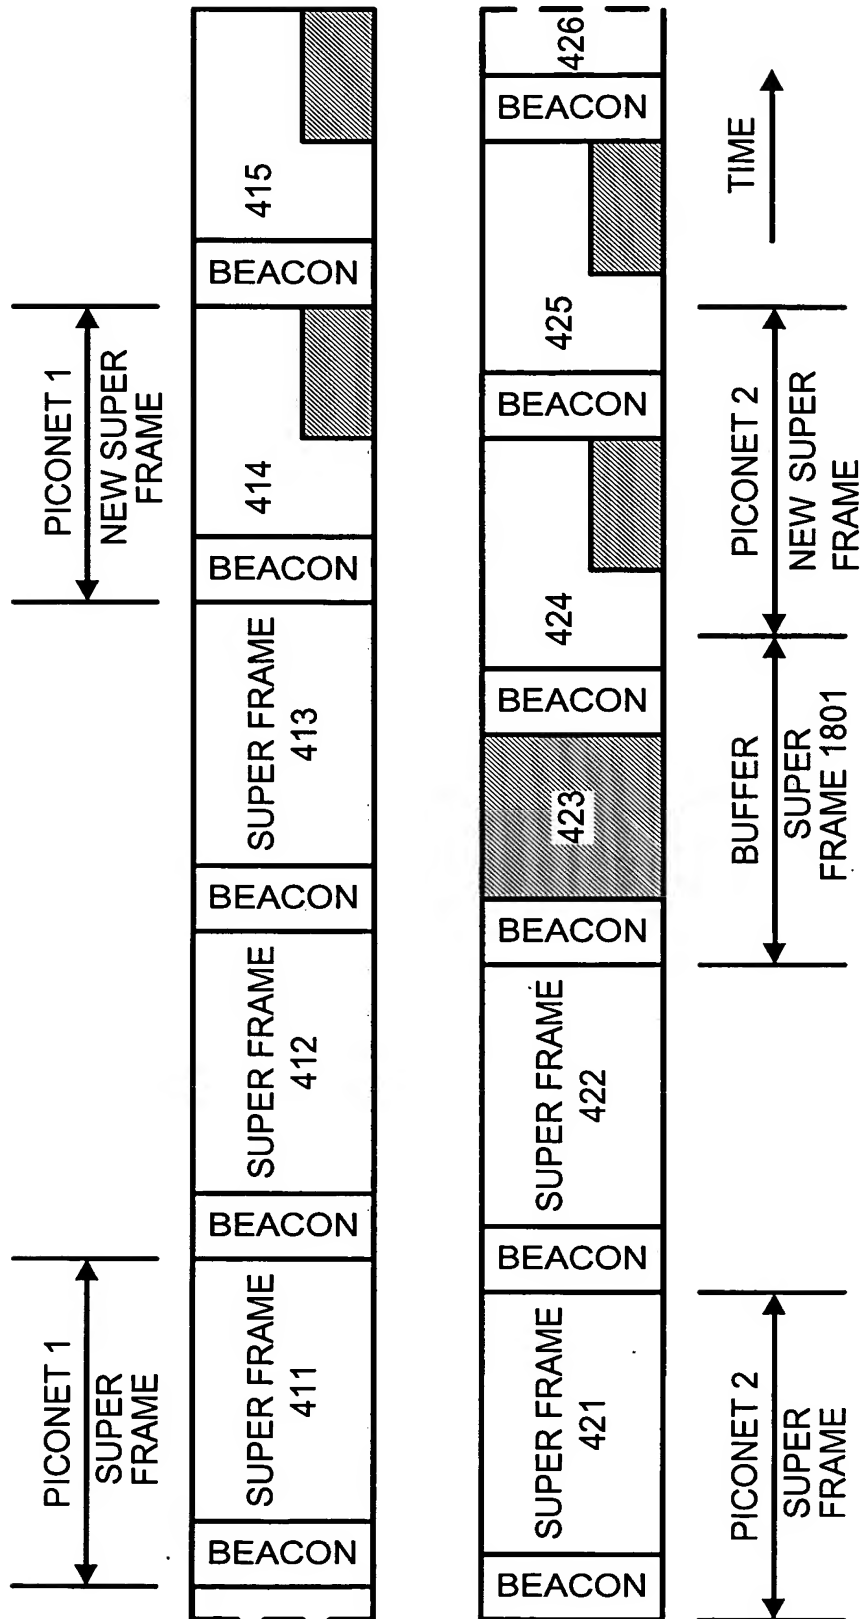 PICONET 1
SUPER
FRAME
PICONET 1
NEW SUPER
FRAME
BEACON
SUPER FRAME
411
BEACON
SUPER FRAME
412
BEACON
SUPER FRAME
413
BEACON
414
BEACON
415
BEACON
SUPER FRAME
421
BEACON
SUPER FRAME
422
BEACON
423
BEACON
424
BEACON
425
BEACON
426
PICONET 2
SUPER
FRAME
BUFFER
SUPER
FRAME 1801
PICONET 2
NEW SUPER
FRAME
TIME